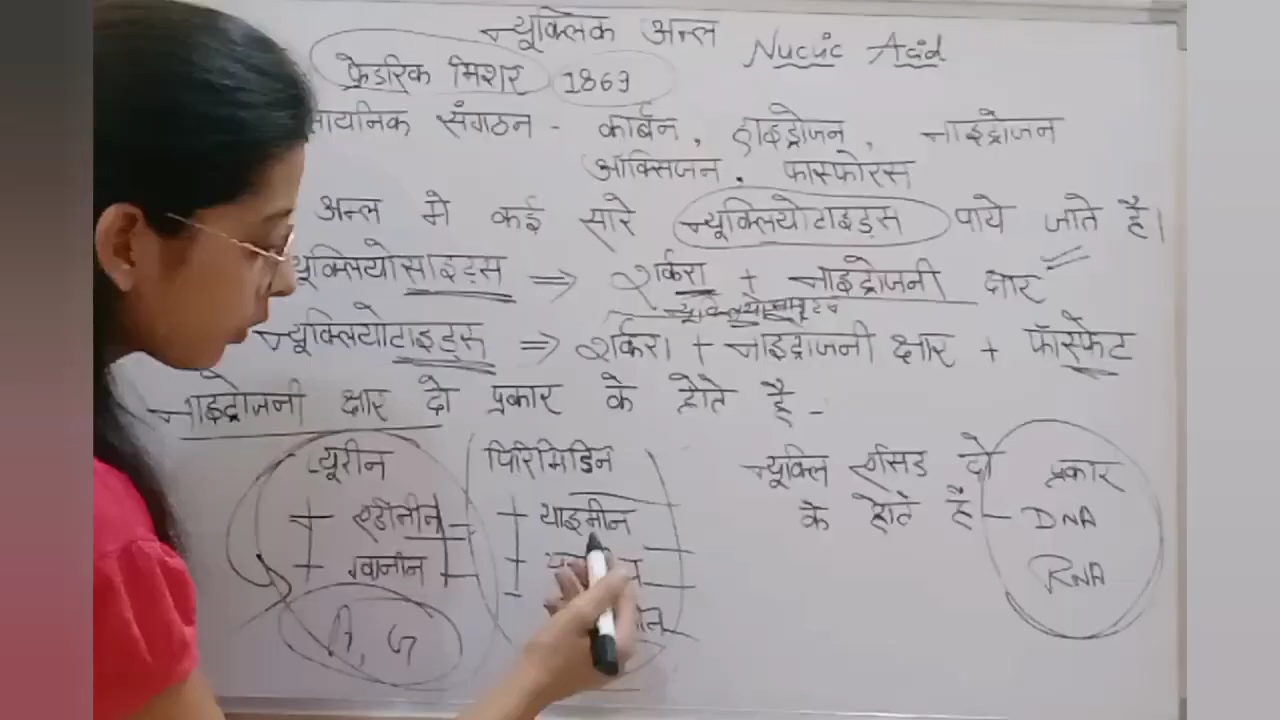 न्यूक्लिक अम्ल Nucuic Acid
फ्रेडरिक मिशर 1869
सायनिक संगठन - कार्बन, हाइड्रोजन, नाइट्रोजन
ऑक्सिजन, फास्फोरस
अम्ल मे कई सारे न्यूक्लियोटाइड्स पाये जाते है।
यूक्लियोसाइड्स ⇒ शर्करा + नाइट्रोजनी क्षार
न्यूक्लियोटाइड्स ⇒ शर्करा + नाइट्रोजनी क्षार + फॉस्फेट
नाइट्रोजनी क्षार दो प्रकार के होते है -
प्यूरीन पिरिमिडिन
एडीनीन थाइमीन
ग्वानीन
A, G
न्यूक्लि एसिड दो प्रकार
के होते है - DNA
RNA